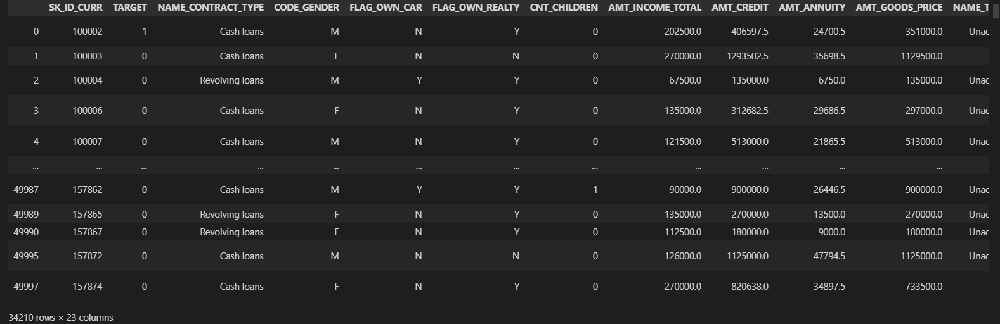 SK_ID_CURR TARGET NAME_CONTRACT_TYPE CODE_GENDER FLAG_OWN_CAR FLAG_OWN_REALTY CNT_CHILDREN AMT_INCOME_TOTAL AMT_CREDIT AMT_ANNUITY AMT_GOODS_PRICE NAME_T
0 100002 1 Cash loans M N Y 0 202500.0 406597.5 24700.5 351000.0 Unac
1 100003 0 Cash loans F N N 0 270000.0 1293502.5 35698.5 1129500.0
2 100004 0 Revolving loans M Y Y 0 67500.0 135000.0 6750.0 135000.0 Unac
3 100006 0 Cash loans F N Y 0 135000.0 312682.5 29686.5 297000.0 Unac
4 100007 0 Cash loans M N Y 0 121500.0 513000.0 21865.5 513000.0 Unac
... ... ... ... ... ... ... ... ... ... ... ...
49987 157862 0 Cash loans M Y Y 1 90000.0 900000.0 26446.5 900000.0 Unac
49989 157865 0 Revolving loans F N Y 0 135000.0 270000.0 13500.0 270000.0 Unac
49990 157867 0 Revolving loans F N Y 0 112500.0 180000.0 9000.0 180000.0 Unac
49995 157872 0 Cash loans M N N 0 126000.0 1125000.0 47794.5 1125000.0 Unac
49997 157874 0 Cash loans F N Y 0 270000.0 820638.0 34897.5 733500.0
34210 rows × 23 columns